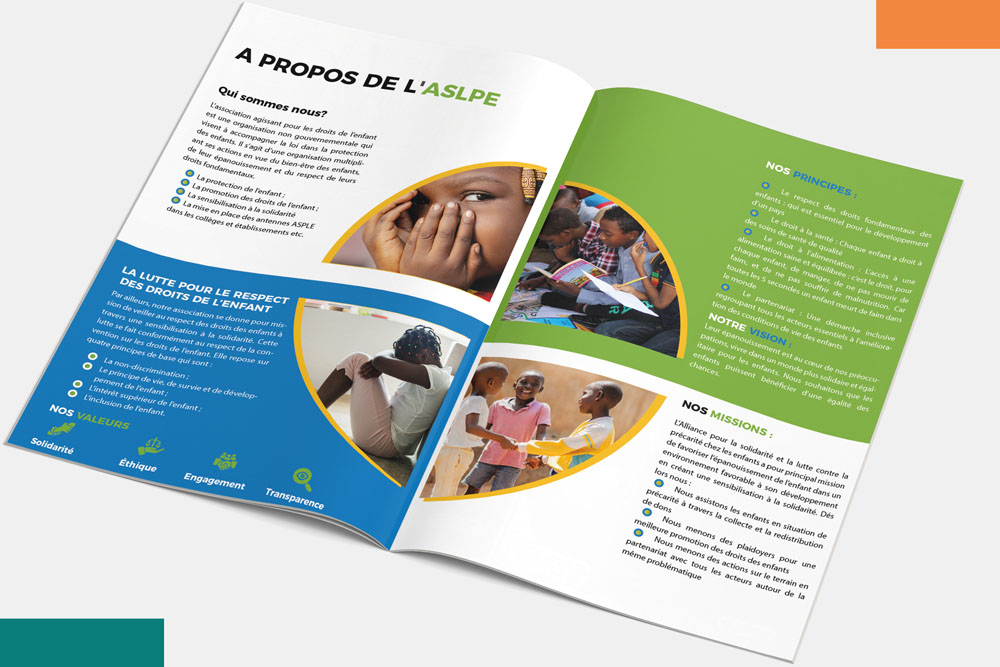 A PROPOS DE L'ASLPE
Qui sommes nous?
L'association agissant pour les droits de l'enfant
est une organisation non gouvernementale qui
visent à accompagner la loi dans la protection
des enfants. Il s'agit d'une organisation multipli-
ant ses actions en vue du bien-être des enfants,
de leur épanouissement et du respect de leurs
droits fondamentaux.
La protection de l'enfant ;
La promotion des droits de l'enfant ;
La sensibilisation à la solidarité
La mise en place des antennes ASPLE
dans les collèges et établissements etc.
LA LUTTE POUR LE RESPECT
DES DROITS DE L'ENFANT
Par ailleurs, notre association se donne pour mis-
sion de veiller au respect des droits des enfants à
travers une sensibilisation à la solidarité. Cette
lutte se fait conformément au respect de la con-
vention sur les droits de l'enfant. Elle repose sur
quatre principes de base qui sont :
La non-discrimination ;
Le principe de vie, de survie et de dévelop-
pement de l'enfant ;
L'intérêt supérieur de l'enfant ;
L'inclusion de l'enfant.
NOS VALEURS
Solidarité
Éthique
Engagement
Transparence
NOS PRINCIPES :
Le respect des droits fondamentaux des
enfants : qui est essentiel pour le développement
d'un pays
Le droit à la santé : Chaque enfant a droit à
des soins de santé de qualité
Le droit à l'alimentation : L'accès à une
alimentation saine et équilibrée : c'est le droit, pour
chaque enfant, de manger, de ne pas mourir de
faim, et de ne pas souffrir de malnutrition. Car
toutes les 5 secondes un enfant meurt de faim dans
le monde
Le partenariat : Une démarche inclusive
regroupant tous les acteurs essentiels à l'améliora-
tion des conditions de vie des enfants
NOTRE VISION :
Leur épanouissement est au cœur de nos préoccu-
pations, vivre dans un monde plus solidaire et égal-
itaire pour les enfants. Nous souhaitons que les
enfants puissent bénéficier d'une égalité des
chances.
NOS MISSIONS :
L'Alliance pour la solidarité et la lutte contre la
précarité chez les enfants a pour principal mission
de favoriser l'épanouissement de l'enfant dans un
environnement favorable à son développement
en créant une sensibilisation à la solidarité. Dés
lors nous :
Nous assistons les enfants en situation de
précarité à travers la collecte et la redistribution
de dons
Nous menons des plaidoyers pour une
meilleure promotion des droits des enfants
Nous menons des actions sur le terrain en
partenariat avec tous les acteurs autour de la
même problématique